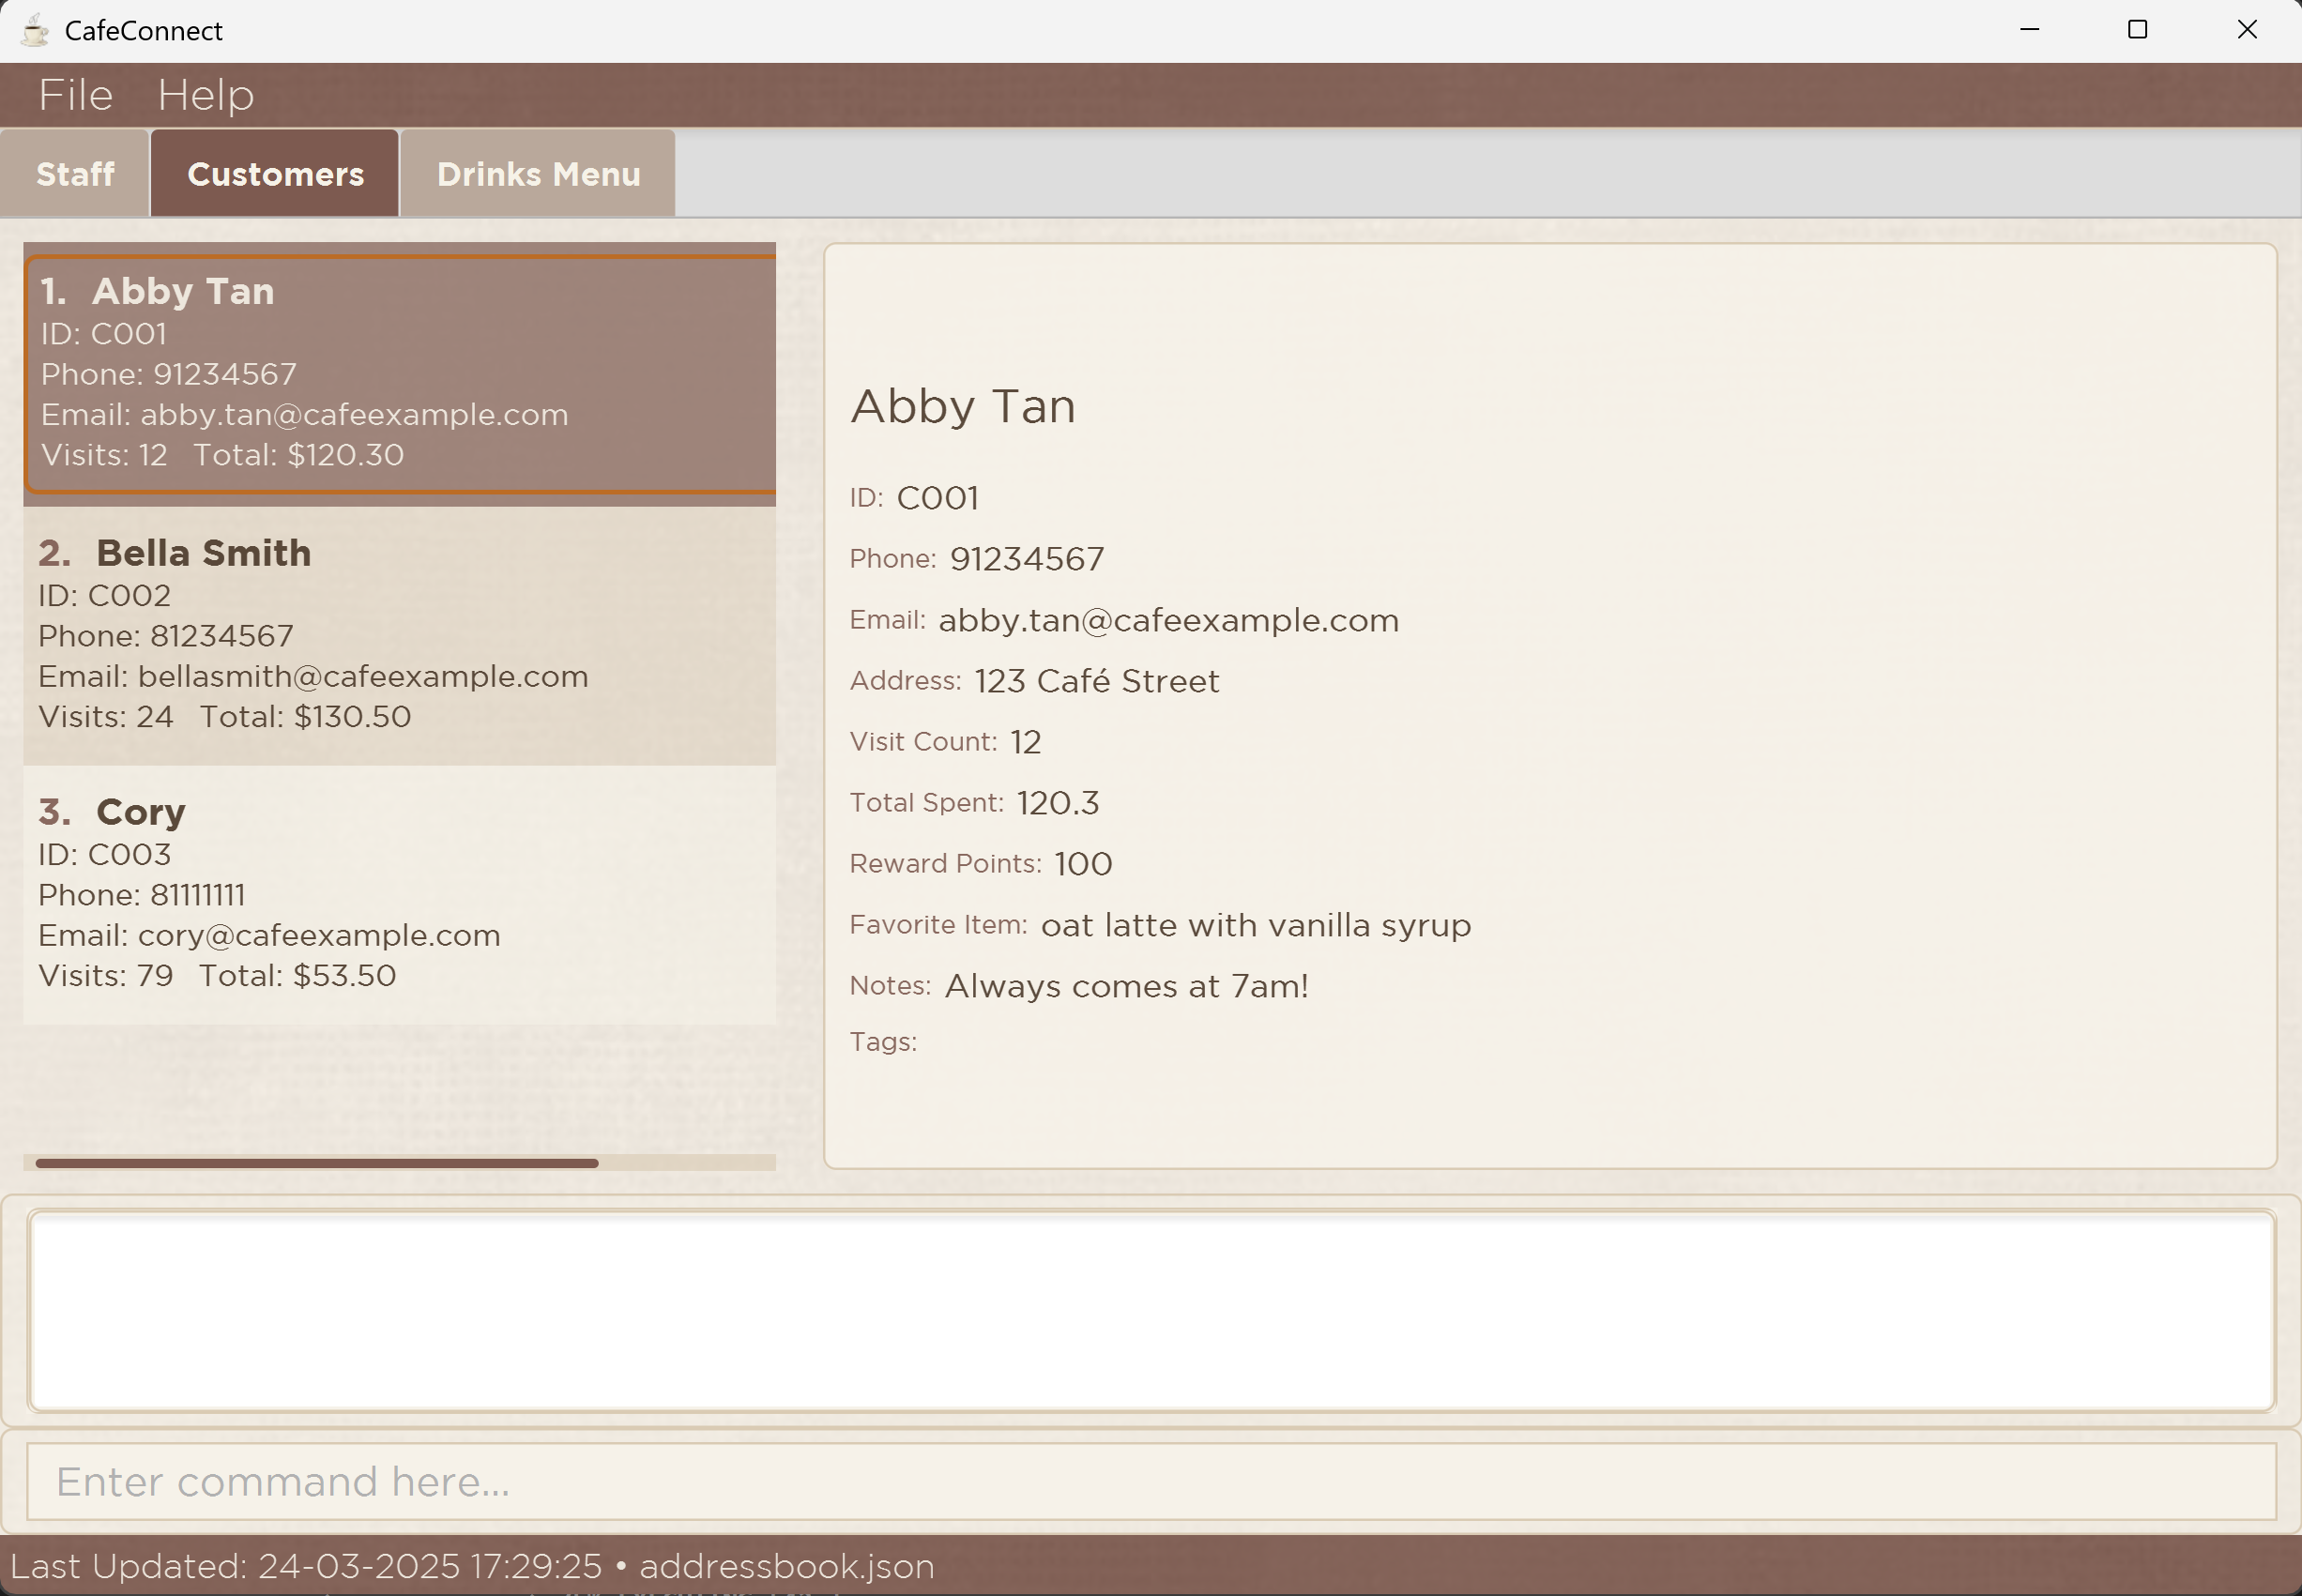 CafeConnect
File Help
Staff Customers Drinks Menu
1. Abby Tan
ID: C001
Phone: 91234567
Email: abby.tan@cafeexample.com
Visits: 12 Total: $120.30
2. Bella Smith
ID: C002
Phone: 81234567
Email: bellasmith@cafeexample.com
Visits: 24 Total: $130.50
3. Cory
ID: C003
Phone: 81111111
Email: cory@cafeexample.com
Visits: 79 Total: $53.50
Abby Tan
ID: C001
Phone: 91234567
Email: abby.tan@cafeexample.com
Address: 123 Café Street
Visit Count: 12
Total Spent: 120.3
Reward Points: 100
Favorite Item: oat latte with vanilla syrup
Notes: Always comes at 7am!
Tags:
Enter command here...
Last Updated: 24-03-2025 17:29:25 • addressbook.json